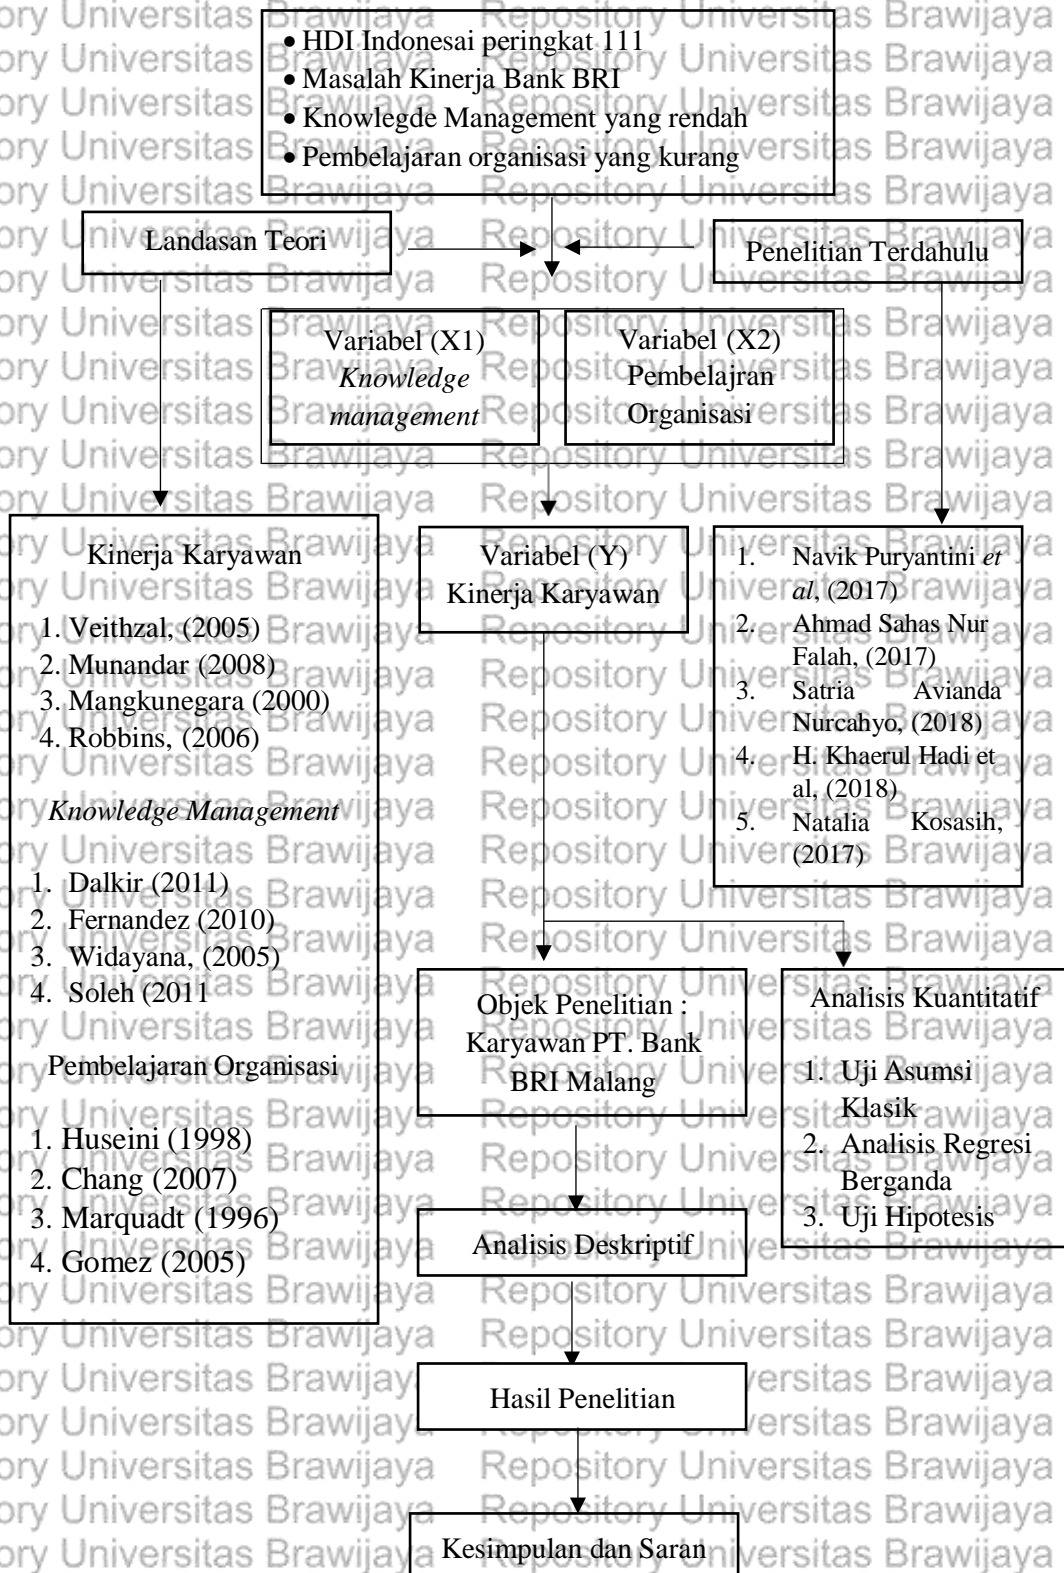 • HDI Indonesai peringkat 111
• Masalah Kinerja Bank BRI
• Knowlegde Management yang rendah
• Pembelajaran organisasi yang kurang
Landasan Teori
Penelitian Terdahulu
Variabel (X1)
Knowledge
management
Variabel (X2)
Pembelajran
Organisasi
Kinerja Karyawan
1. Veithzal, (2005)
2. Munandar (2008)
3. Mangkunegara (2000)
4. Robbins, (2006)
Knowledge Management
1. Dalkir (2011)
2. Fernandez (2010)
3. Widayana, (2005)
4. Soleh (2011
Pembelajaran Organisasi
1. Huseini (1998)
2. Chang (2007)
3. Marquadt (1996)
4. Gomez (2005)
Variabel (Y)
Kinerja Karyawan
1. Navik Puryantini et
al, (2017)
2. Ahmad Sahas Nur
Falah, (2017)
3. Satria Avianda
Nurcahyo, (2018)
4. H. Khaerul Hadi et
al, (2018)
5. Natalia Kosasih,
(2017)
Objek Penelitian :
Karyawan PT. Bank
BRI Malang
Analisis Kuantitatif
1. Uji Asumsi
Klasik
2. Analisis Regresi
Berganda
3. Uji Hipotesis
Analisis Deskriptif
Hasil Penelitian
Kesimpulan dan Saran
Repository Universitas Brawijaya